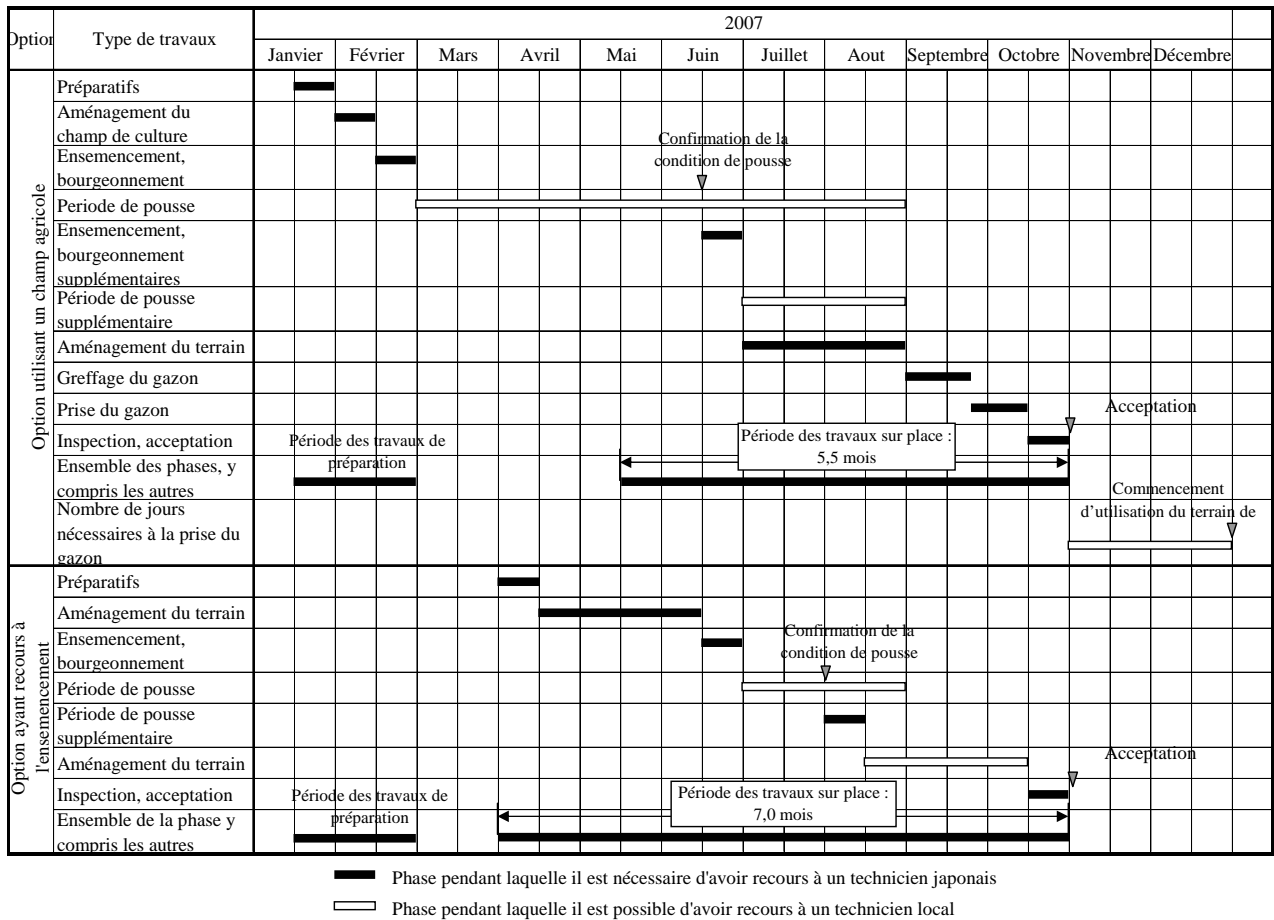 2007
Option
Type de travaux
Janvier Février Mars Avril Mai Juin Juillet Aout Septembre Octobre Novembre Décembre
Option utilisant un champ agricole
Préparatifs
Aménagement du
champ de culture
Confirmation de la
condition de pousse
Ensemencement,
bourgeonnement
Periode de pousse
Ensemencement,
bourgeonnement
supplémentaires
Période de pousse
supplémentaire
Aménagement du terrain
Greffage du gazon
Prise du gazon
Acceptation
Inspection, acceptation
Période des travaux de
préparation
Période des travaux sur place :
5,5 mois
Ensemble des phases, y
compris les autres
Commencement
d'utilisation du terrain de
Nombre de jours
nécessaires à la prise du
gazon
Option ayant recours à
l'ensemencement
Préparatifs
Aménagement du terrain
Ensemencement,
bourgeonnement
Confirmation de la
condition de pousse
Période de pousse
Période de pousse
supplémentaire
Aménagement du terrain
Acceptation
Inspection, acceptation
Période des travaux de
préparation
Période des travaux sur place :
7,0 mois
Ensemble de la phase y
compris les autres
Phase pendant laquelle il est nécessaire d'avoir recours à un technicien japonais
Phase pendant laquelle il est possible d'avoir recours à un technicien local